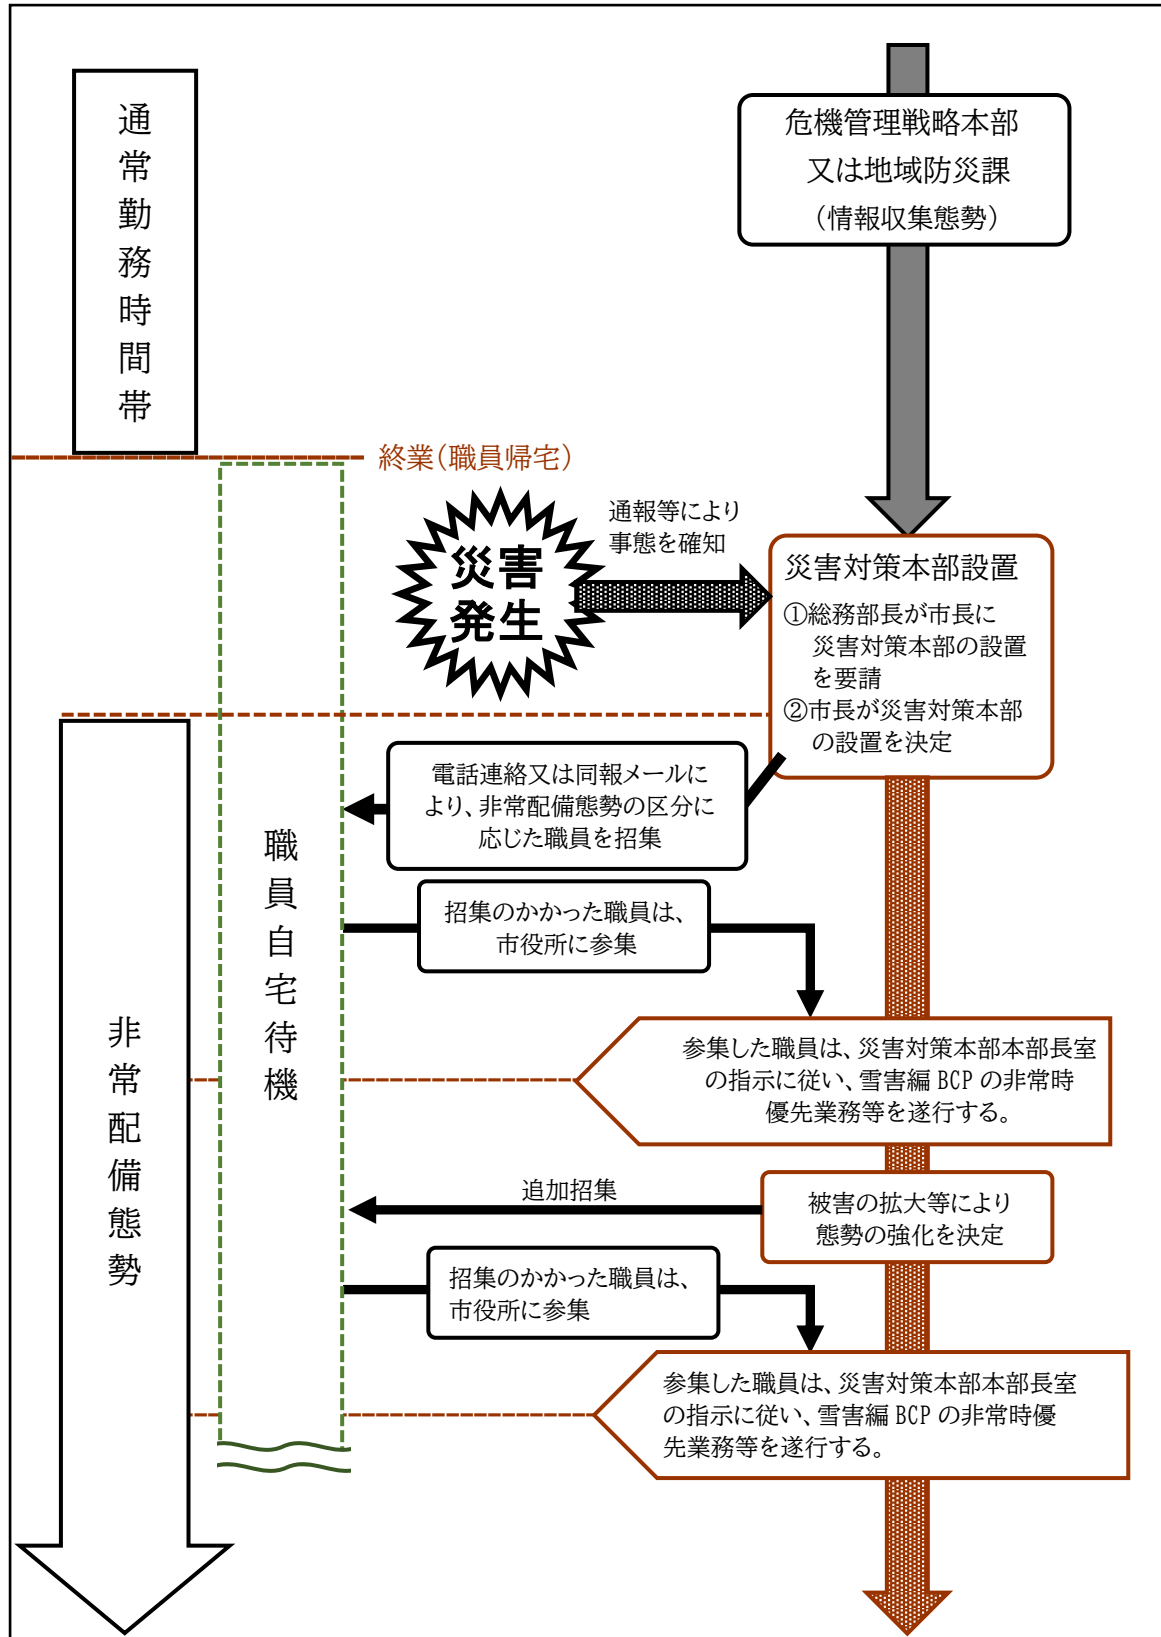 通常勤務時間帯
危機管理戦略本部
又は地域防災課
（情報収集態勢）
終業（職員帰宅）
災害
発生
通報等により
事態を確知
災害対策本部設置
①総務部長が市長に
災害対策本部の設置
を要請
②市長が災害対策本部
の設置を決定
電話連絡又は同報メールに
より、非常配備態勢の区分に
応じた職員を招集
職員自宅待機
招集のかかった職員は、
市役所に参集
非常配備態勢
参集した職員は、災害対策本部本部長室
の指示に従い、雪害編 BCP の非常時
優先業務等を遂行する。
追加招集
被害の拡大等により
態勢の強化を決定
招集のかかった職員は、
市役所に参集
参集した職員は、災害対策本部本部長室
の指示に従い、雪害編 BCP の非常時優
先業務等を遂行する。